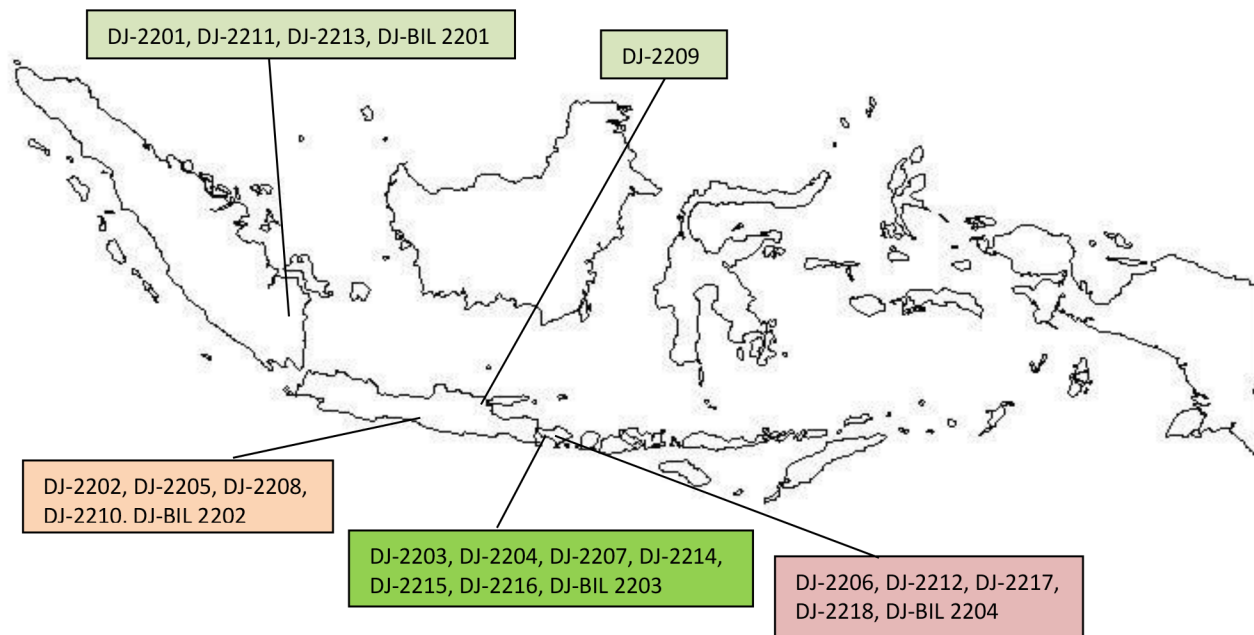 DJ-2201, DJ-2211, DJ-2213, DJ-BIL 2201
DJ-2209
DJ-2202, DJ-2205, DJ-2208,
DJ-2210. DJ-BIL 2202
DJ-2203, DJ-2204, DJ-2207, DJ-2214,
DJ-2215, DJ-2216, DJ-BIL 2203
DJ-2206, DJ-2212, DJ-2217,
DJ-2218, DJ-BIL 2204